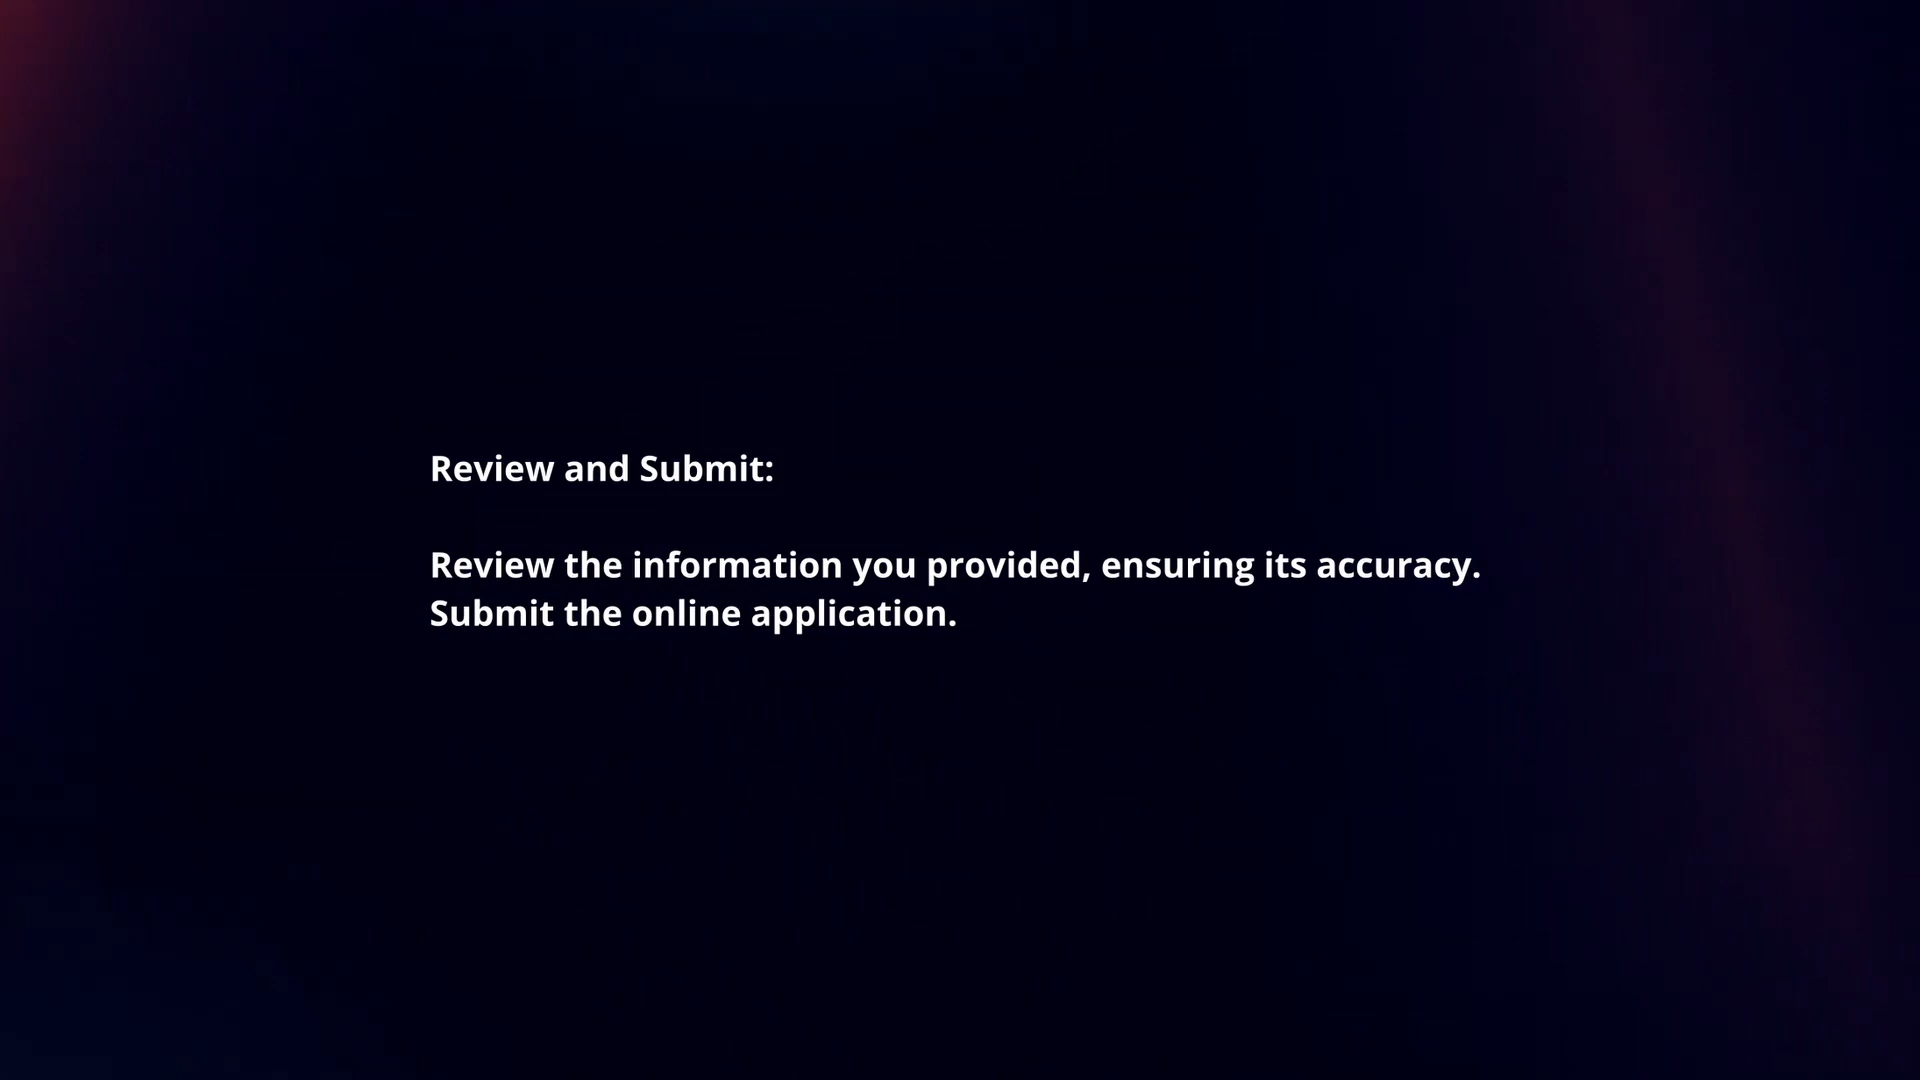 Review and Submit:
Review the information you provided, ensuring its accuracy.
Submit the online application.